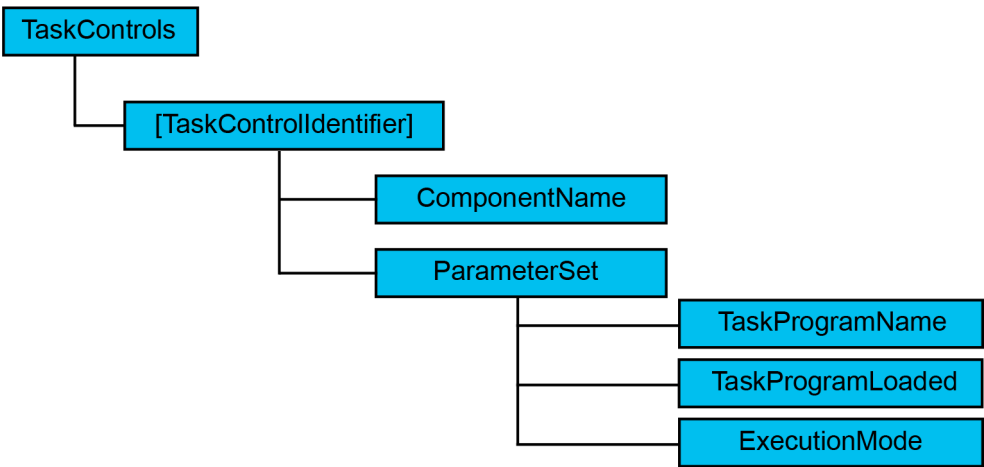 TaskControls
[TaskControlIdentifier]
ComponentName
ParameterSet
TaskProgramName
TaskProgramLoaded
ExecutionMode